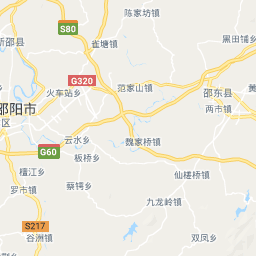 陈家坊镇
S80
新邵县
雀塘镇
黑田铺乡
G320
火车站乡
范家山镇
邵东县
两市镇
邵阳市
区
云水乡
魏家桥镇
G60
板桥乡
檀江乡
蔡锷乡
仙槎桥镇
罗市镇
九龙岭镇
S217
谷洲镇
双凤乡